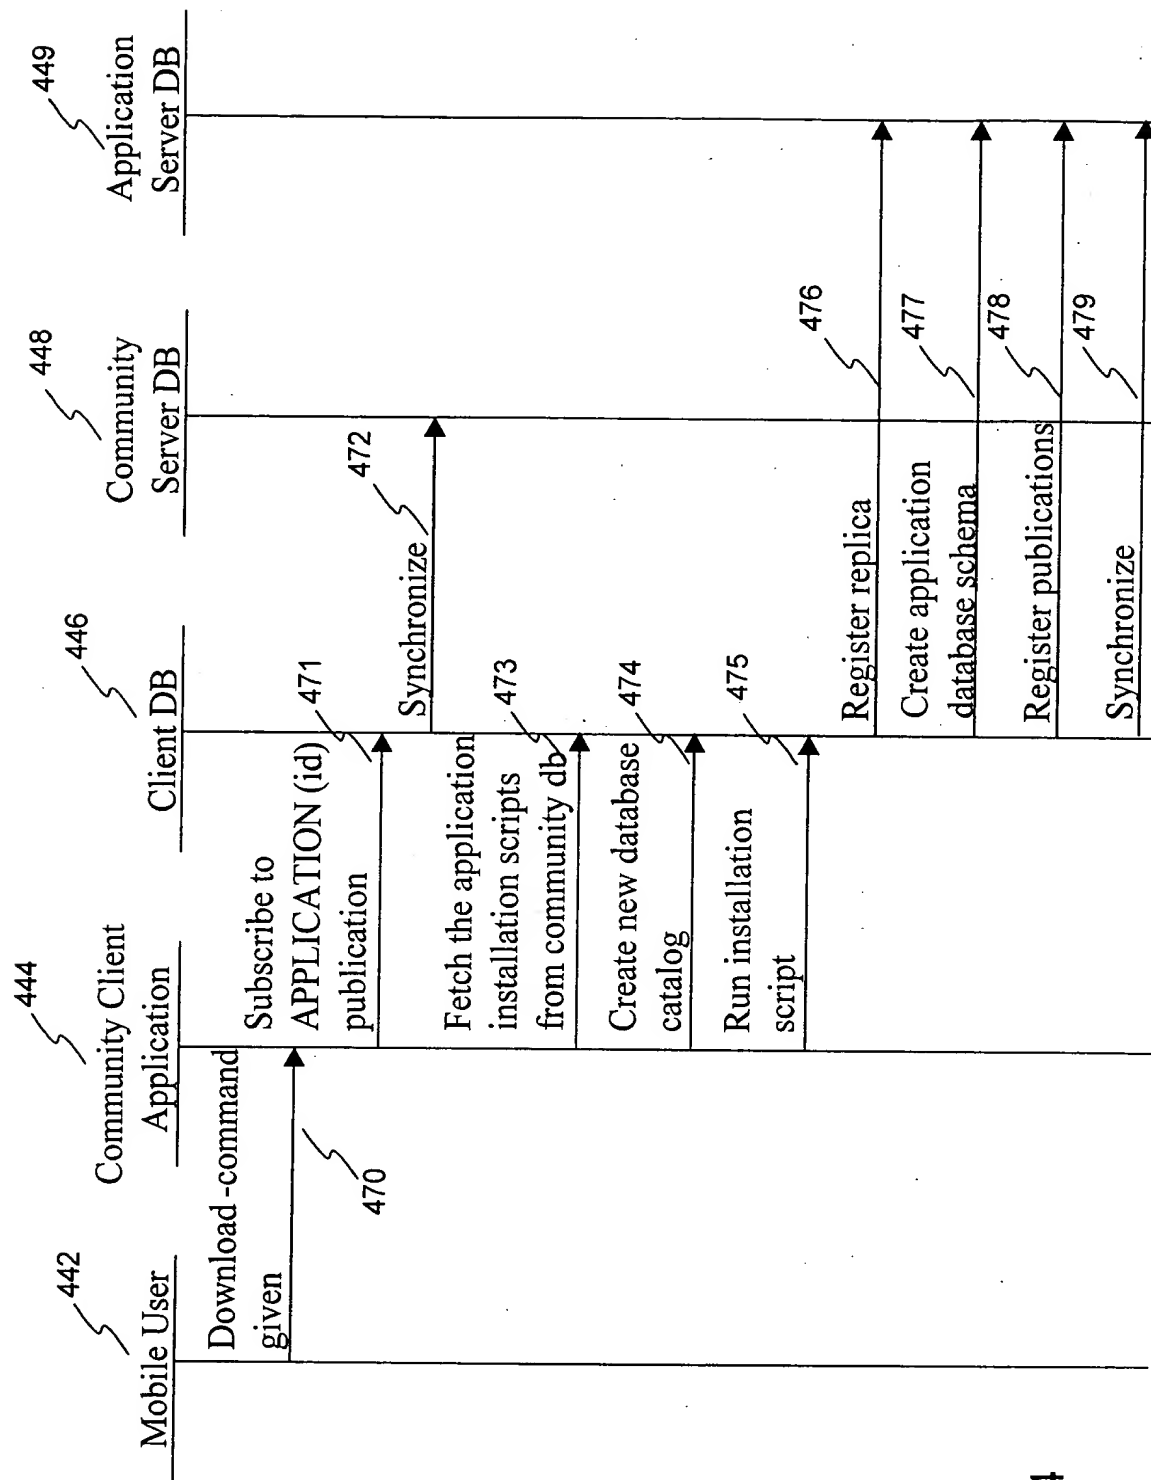 442
Mobile User
444
Community Client
Application
446
Client DB
448
Community
Server DB
449
Application
Server DB
Download -command
given
470
Subscribe to
APPLICATION (id)
publication
471
Synchronize
472
Fetch the application
installation scripts
from community db
473
Create new database
catalog
474
Run installation
script
475
Register replica
476
Create application
database schema
477
Register publications
478
Synchronize
479